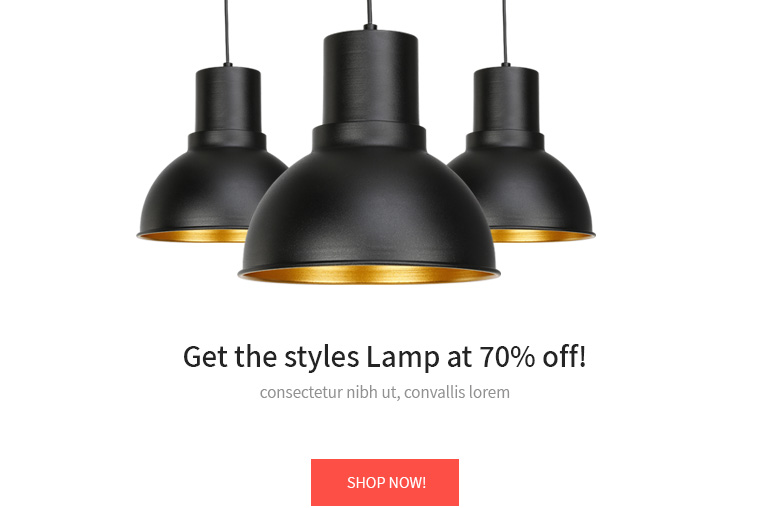 Get the styles Lamp at 70% off!
consectetur nibh ut, convallis lorem
SHOP NOW!